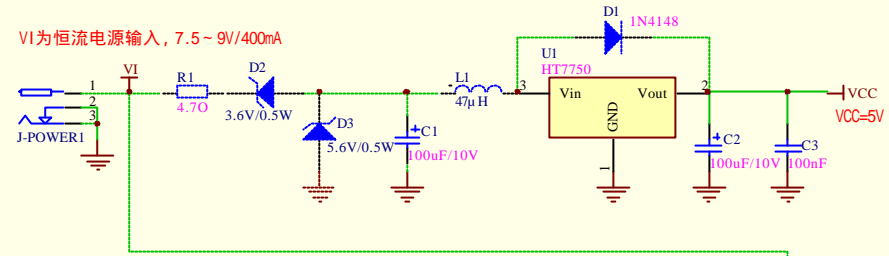 VI为恒流电源输入，7.5~9V/400mA
D1
1N4148
VI
D2
L1
U1
HT7750
R1
4.7O
1
2
3
3.6V/0.5W
D3
5.6V/0.5W
47μH
3
Vin
Vout
2
GND
1
VCC
VCC=5V
J-POWER1
C1
100uF/10V
C2
100uF/10V
C3
100nF